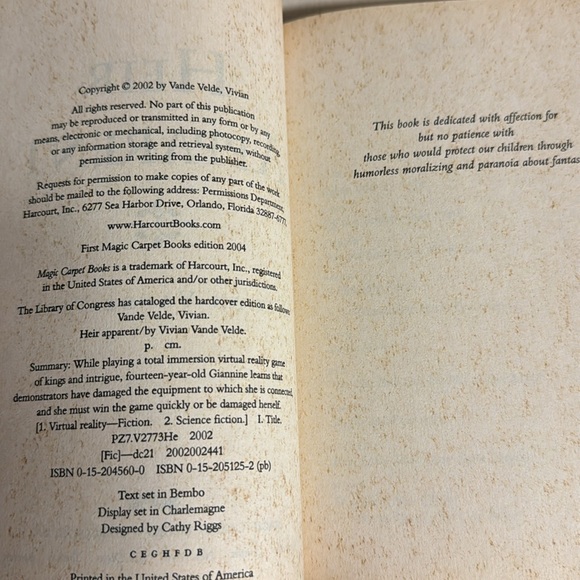 Copyright © 2002 by Vande Velde, Vivian
All rights reserved. No part of this publication
may be reproduced or transmitted in any form or by any
means, electronic or mechanical, including photocopy, recording,
or any information storage and retrieval system, without
permission in writing from the publisher.
Requests for permission to make copies of any part of the work
should be mailed to the following address: Permissions Department,
Harcourt, Inc., 6277 Sea Harbor Drive, Orlando, Florida 32887-6777.
www.HarcourtBooks.com
First Magic Carpet Books edition 2004
Magic Carpet Books is a trademark of Harcourt, Inc., registered
in the United States of America and/or other jurisdictions.
The Library of Congress has cataloged the hardcover edition as follows:
Vande Velde, Vivian.
Heir apparent/by Vivian Vande Velde.
p. cm.
Summary: While playing a total immersion virtual reality game
of kings and intrigue, fourteen-year-old Giannine learns that
demonstrators have damaged the equipment to which she is connected,
and she must win the game quickly or be damaged herself.
[1. Virtual reality—Fiction. 2. Science fiction.] I. Title.
PZ7.V2773He 2002
[Fic]—dc21 2002002441
ISBN 0-15-204560-0 ISBN 0-15-205125-2 (pb)
Text set in Bembo
Display set in Charlemagne
Designed by Cathy Riggs
C E G H F D B
Printed in the United States of America
This book is dedicated with affection for
but no patience with
those who would protect our children through
humorless moralizing and paranoia about fantas